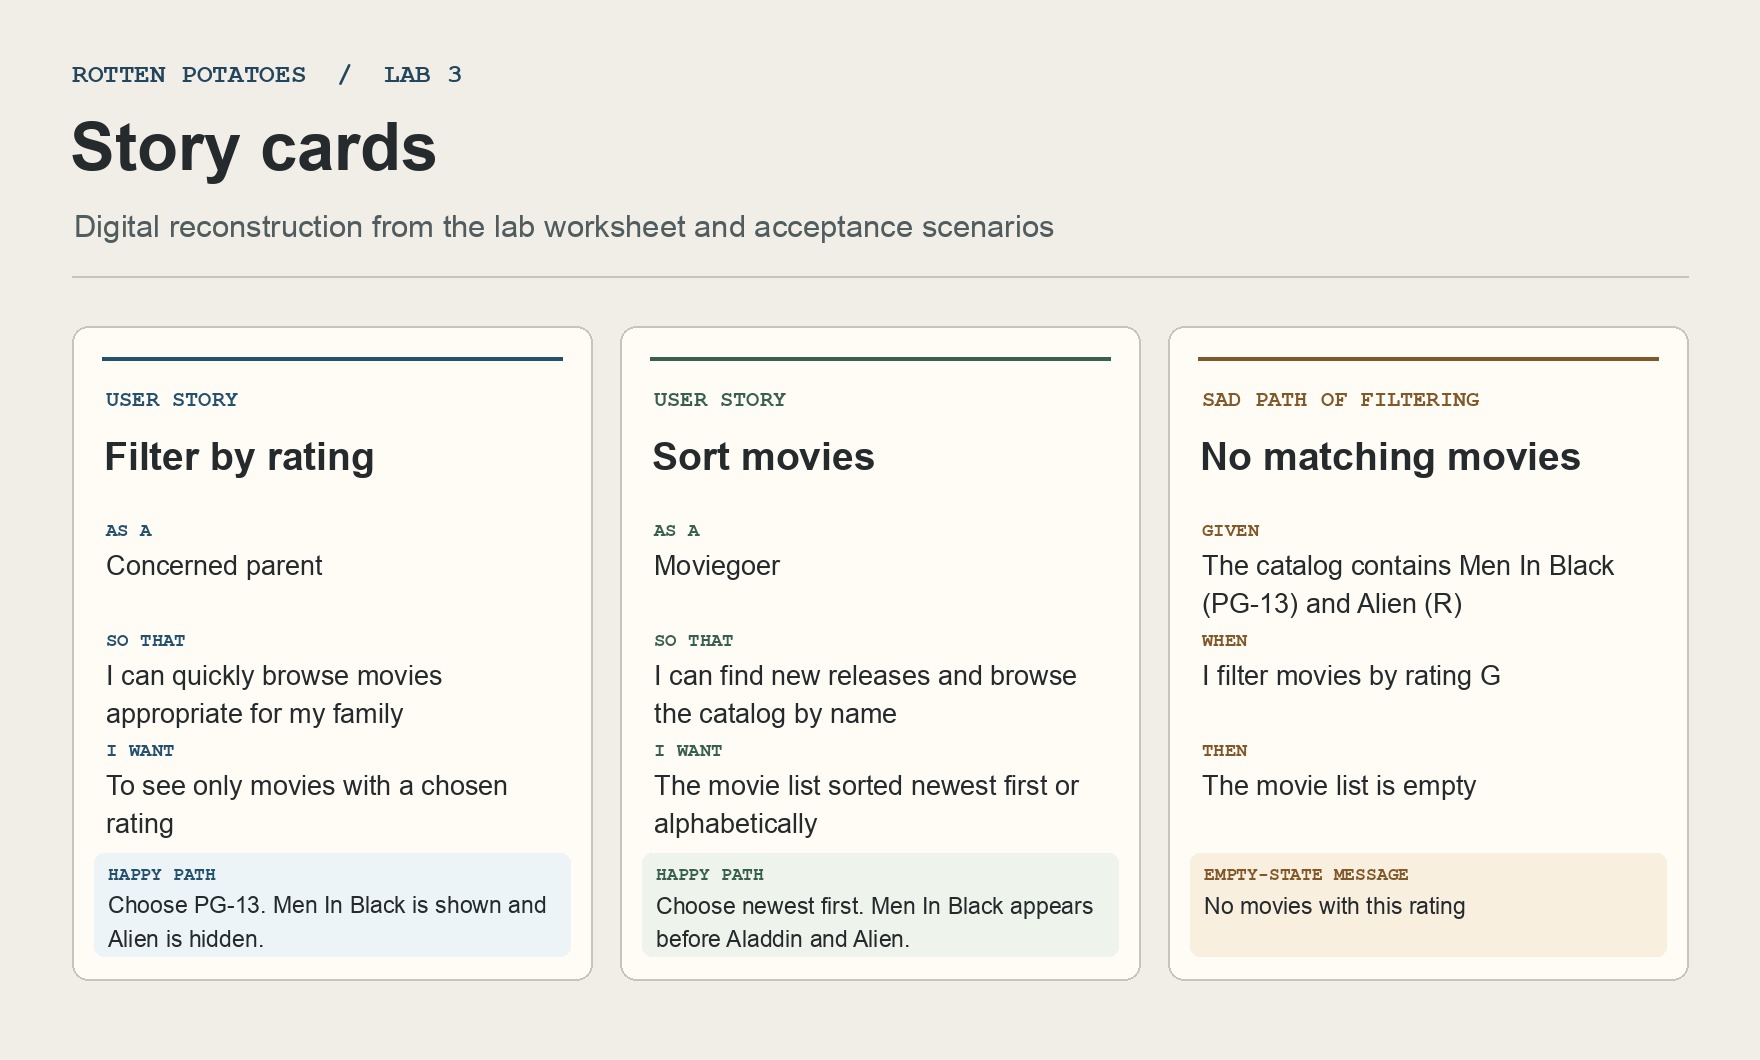 ROTTEN POTATOES / LAB 3
Story cards
Digital reconstruction from the lab worksheet and acceptance scenarios
USER STORY
Filter by rating
AS A
Concerned parent
SO THAT
I can quickly browse movies
appropriate for my family
I WANT
To see only movies with a chosen
rating
HAPPY PATH
Choose PG-13. Men In Black is shown and
Alien is hidden.
USER STORY
Sort movies
AS A
Moviegoer
SO THAT
I can find new releases and browse
the catalog by name
I WANT
The movie list sorted newest first or
alphabetically
HAPPY PATH
Choose newest first. Men In Black appears
before Aladdin and Alien.
SAD PATH OF FILTERING
No matching movies
GIVEN
The catalog contains Men In Black
(PG-13) and Alien (R)
WHEN
I filter movies by rating G
THEN
The movie list is empty
EMPTY-STATE MESSAGE
No movies with this rating